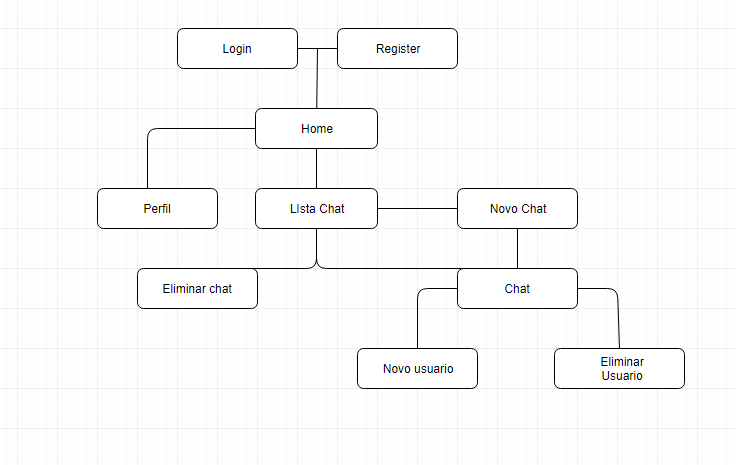 Login
Register
Home
Perfil
LIsta Chat
Novo Chat
Eliminar chat
Chat
Novo usuario
Eliminar
Usuario